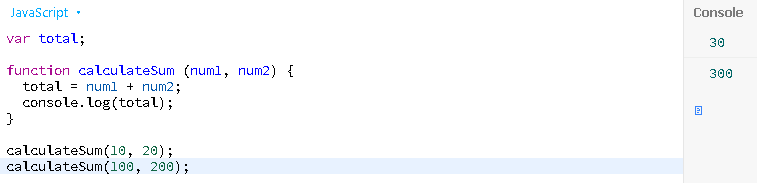 JavaScript
var total;
function calculateSum (num1, num2) {
  total = num1 + num2;
  console.log(total);
}
calculateSum(10, 20);
calculateSum(100, 200);
Console
30
300